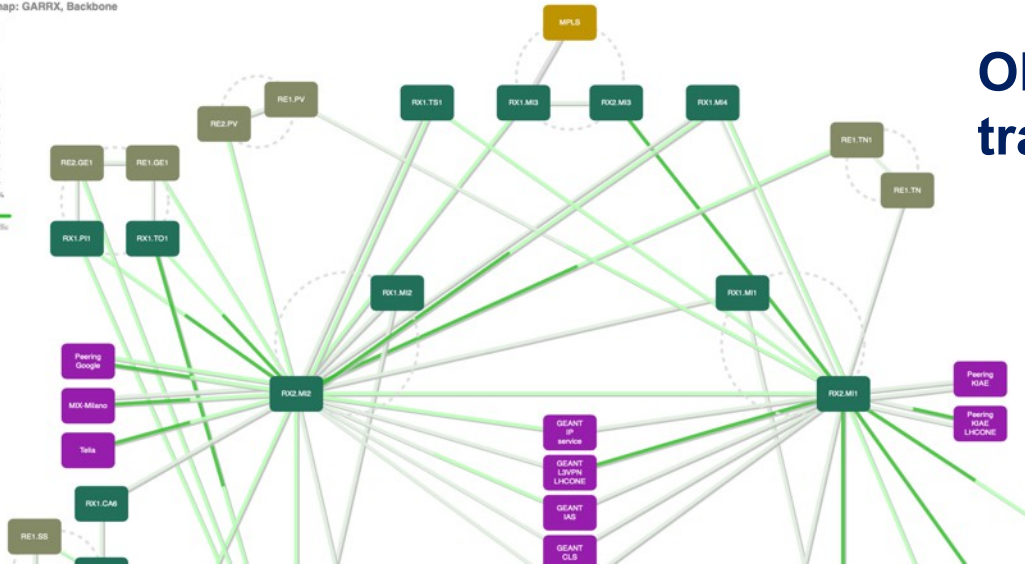 map: GARRX, Backbone
MPLS
RE1.PV
RX1.TS1
RX1.MI3
RX2.MI3
RX1.MI4
RE2.PV
RE1.TN1
RE2.GE1
RE1.GE1
RE1.TN
RX1.PI1
RX1.TO1
RX1.MI2
RX1.MI1
Peering
Google
MIX-Milano
Telia
RX2.MI2
RX2.MI1
Peering
KIAE
Peering
KIAE
LHCONE
GEANT
IP
service
GEANT
L3VPN
LHCONE
GEANT
IAS
GEANT
CLS
RX1.CA6
RE1.SS
tra